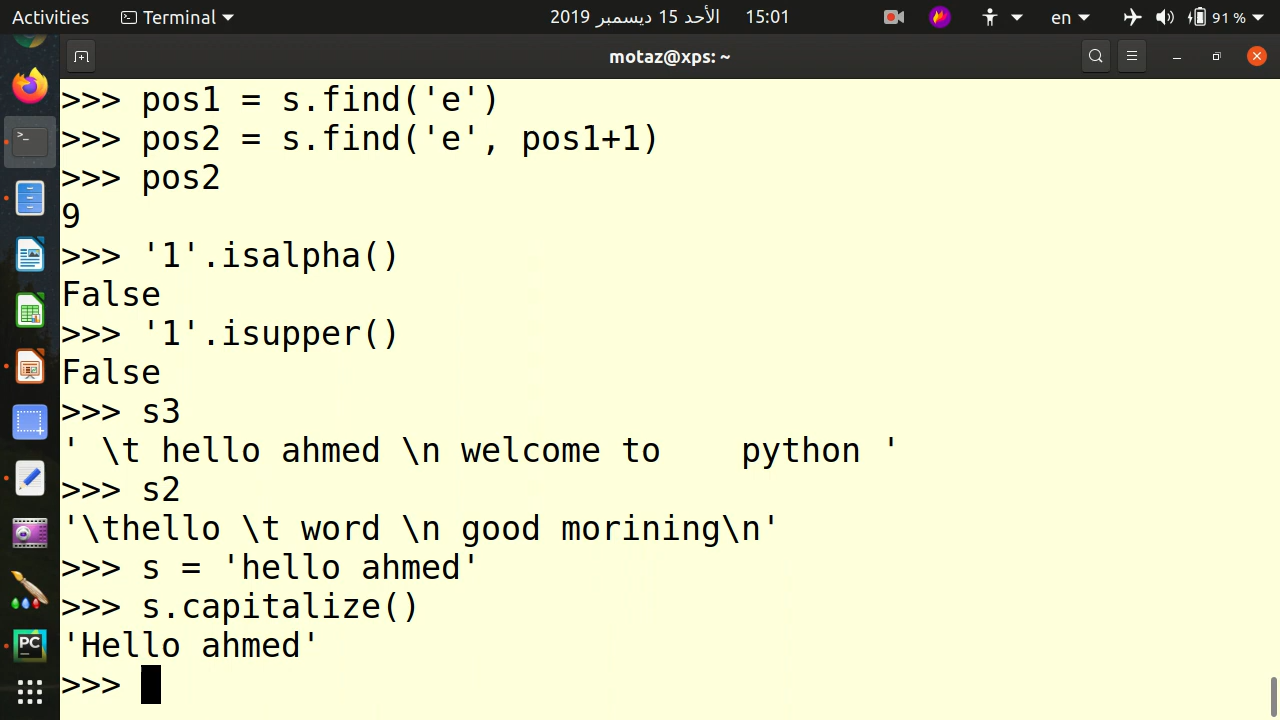 Activities Terminal الأحد 15 ديسمبر 2019 15:01 en 91 %
motaz@xps: ~
>>> pos1 = s.find('e')
>>> pos2 = s.find('e', pos1+1)
>>> pos2
9
>>> '1'.isalpha()
False
>>> '1'.isupper()
False
>>> s3
' \t hello ahmed \n welcome to    python '
>>> s2
'\thello \t word \n good morining\n'
>>> s = 'hello ahmed'
>>> s.capitalize()
'Hello ahmed'
>>>
PC